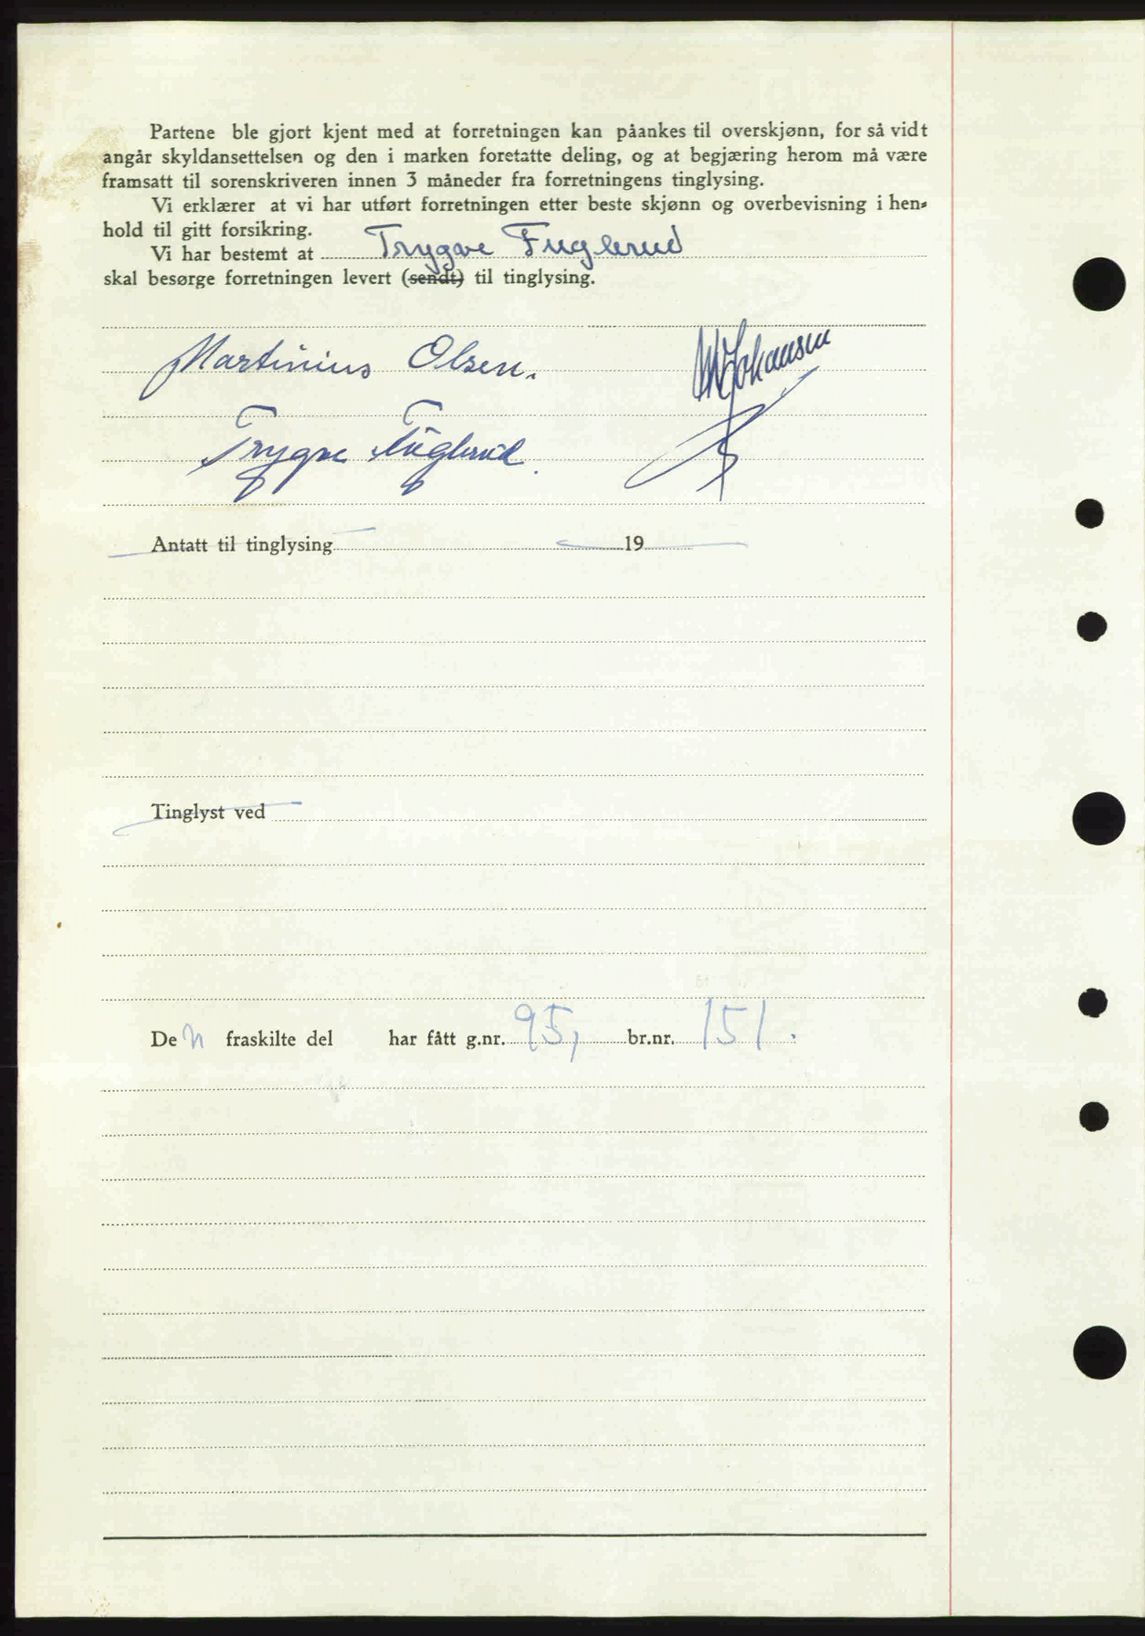 Partene ble gjort kjent med at forretningen kan påankes til overskjønn, for så vidt
angår skyldansettelsen og den i marken foretatte deling, og at begjæring herom må være
framsatt til sorenskriveren innen 3 måneder fra forretningens tinglysing.
Vi erklærer at vi har utført forretningen etter beste skjønn og overbevisning i hen-
hold til gitt forsikring.
Vi har bestemt at Trygve Fuglerud
skal besørge forretningen levert (sendt) til tinglysing.
Martinius Olsen. Johansen
Trygve Fuglerud.
Antatt til tinglysing 19
Tinglyst ved
Den fraskilte del har fått g.nr. 95, br.nr. 151.